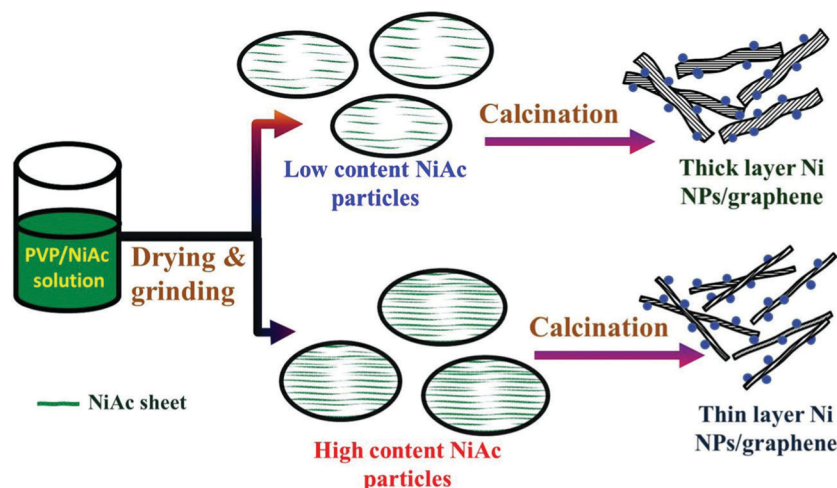 PVP/NiAc
solution
Drying &
grinding
Low content NiAc
particles
Calcination
Thick layer Ni
NPs/graphene
NiAc sheet
High content NiAc
particles
Calcination
Thin layer Ni
NPs/graphene